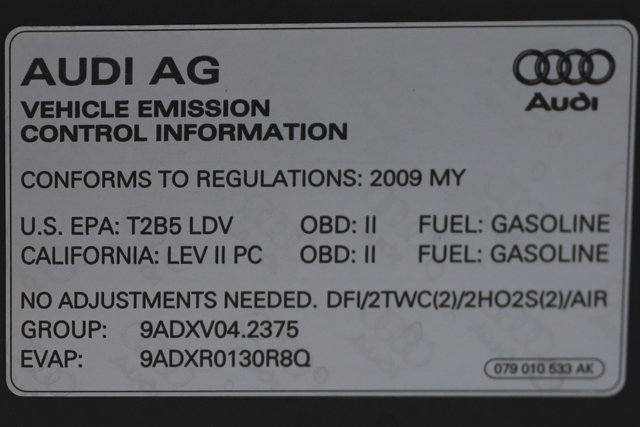 AUDI AG
Audi
VEHICLE EMISSION
CONTROL INFORMATION
CONFORMS TO REGULATIONS: 2009 MY
U.S. EPA: T2B5 LDV OBD: II FUEL: GASOLINE
CALIFORNIA: LEV II PC OBD: II FUEL: GASOLINE
NO ADJUSTMENTS NEEDED. DFI/2TWC(2)/2HO2S(2)/AIR
GROUP: 9ADXV04.2375
EVAP: 9ADXR0130R8Q
079 010 533 AK